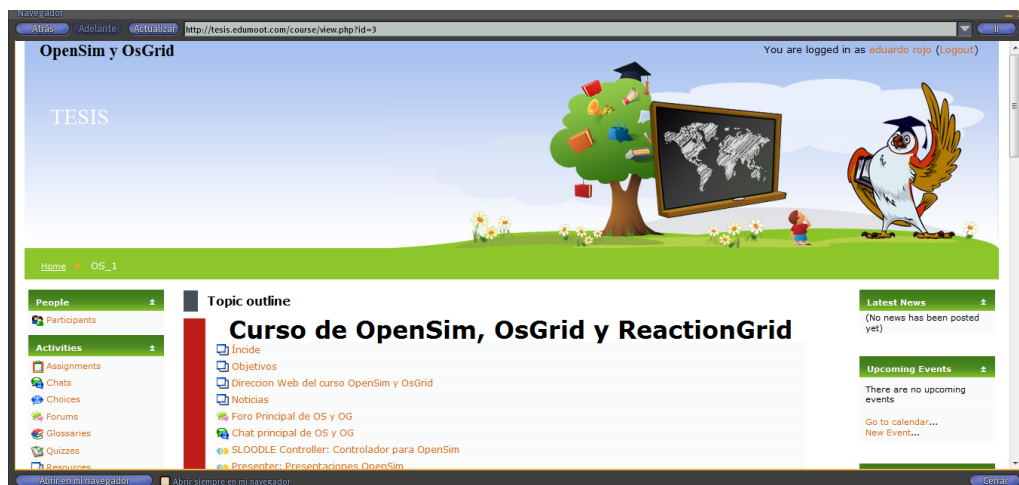 Navegador
Atrás Adelante Actualizar http://tesis.edumoot.com/course/view.php?id=3 Ir
OpenSim y OsGrid
You are logged in as eduardo rojo (Logout)
TESIS
Home OS_1
People
Participants
Activities
Assignments
Chats
Choices
Forums
Glossaries
Quizzes
Resources
Topic outline
Curso de OpenSim, OsGrid y ReactionGrid
Íncide
Objetivos
Direccion Web del curso OpenSim y OsGrid
Noticias
Foro Principal de OS y OG
Chat principal de OS y OG
SLOODLE Controller: Controlador para OpenSim
Presenter: Presentaciones OpenSim
Latest News
(No news has been posted
yet)
Upcoming Events
There are no upcoming
events
Go to calendar...
New Event...
Abrir en mi navegador Abrir siempre en mi navegador Cerrar